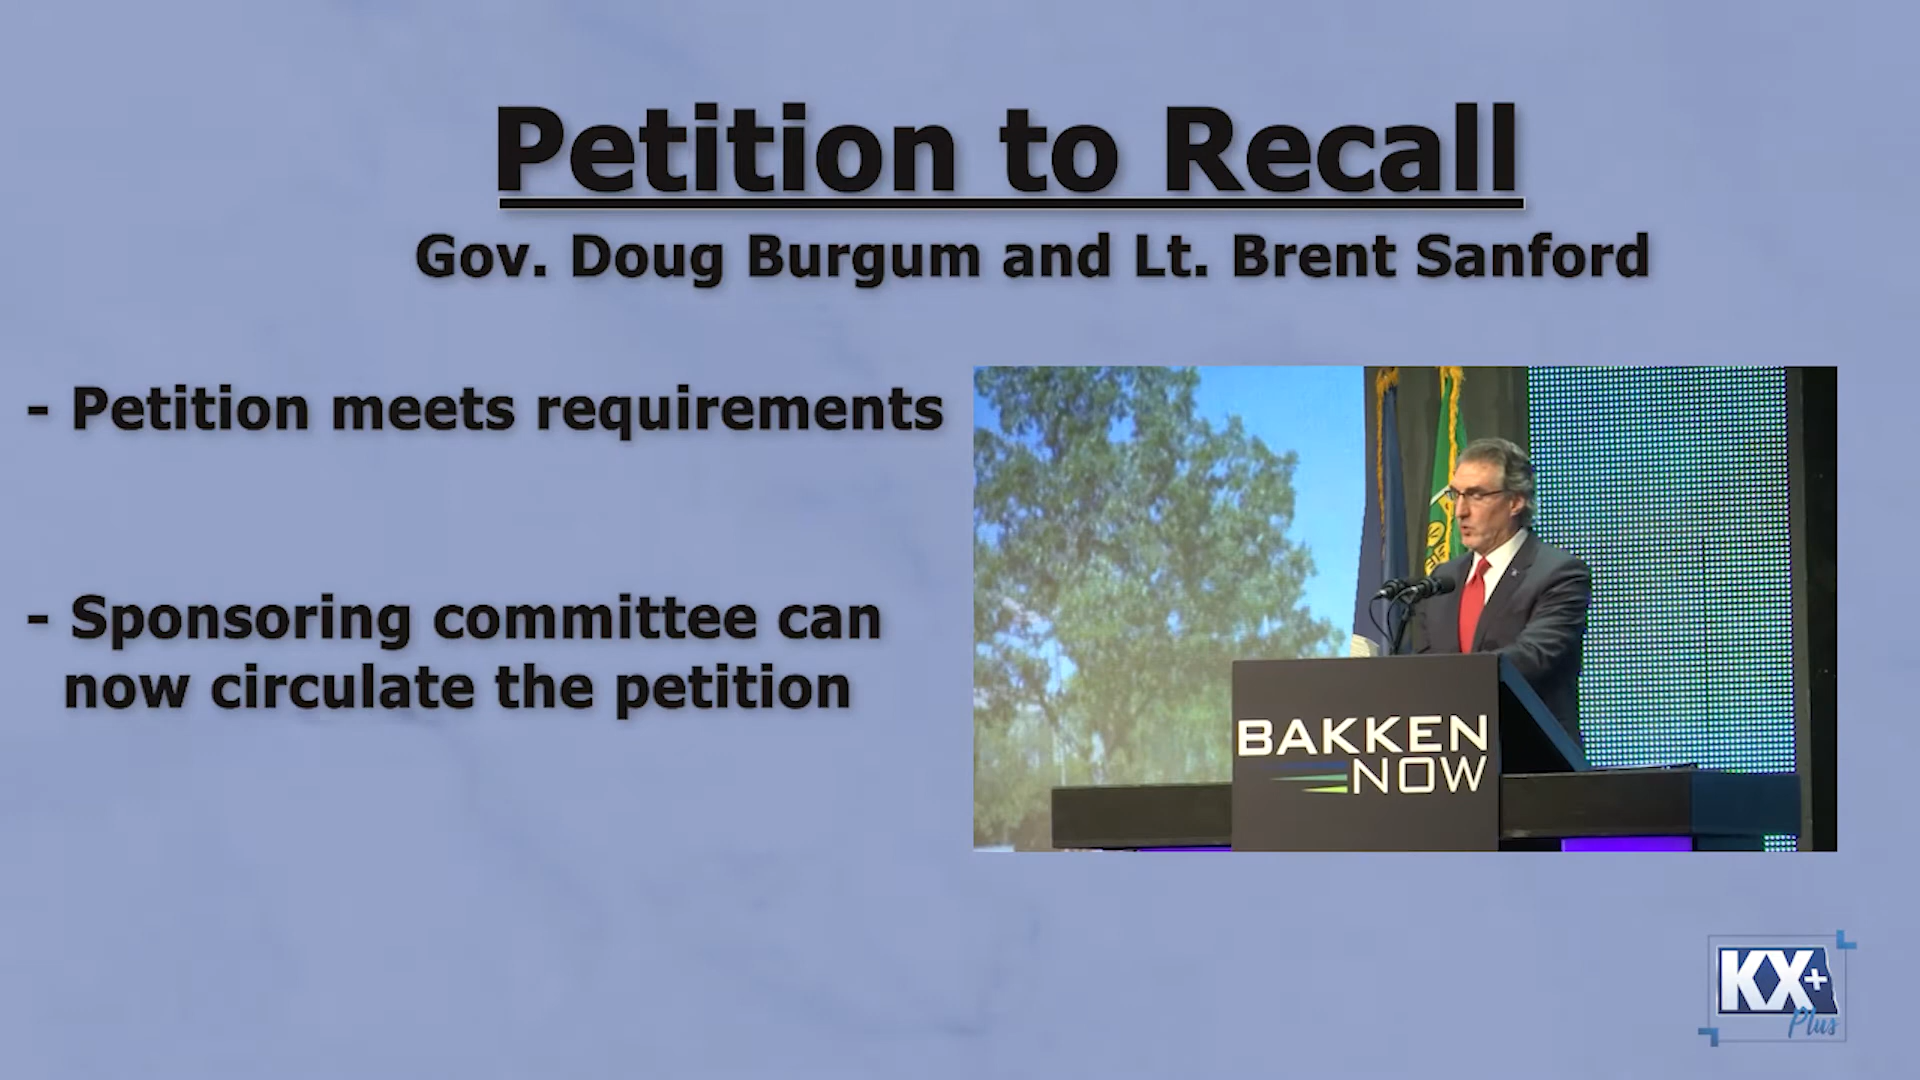 Petition to Recall
Gov. Doug Burgum and Lt. Brent Sanford
- Petition meets requirements
- Sponsoring committee can
now circulate the petition
BAKKEN
NOW
KX+
Plus